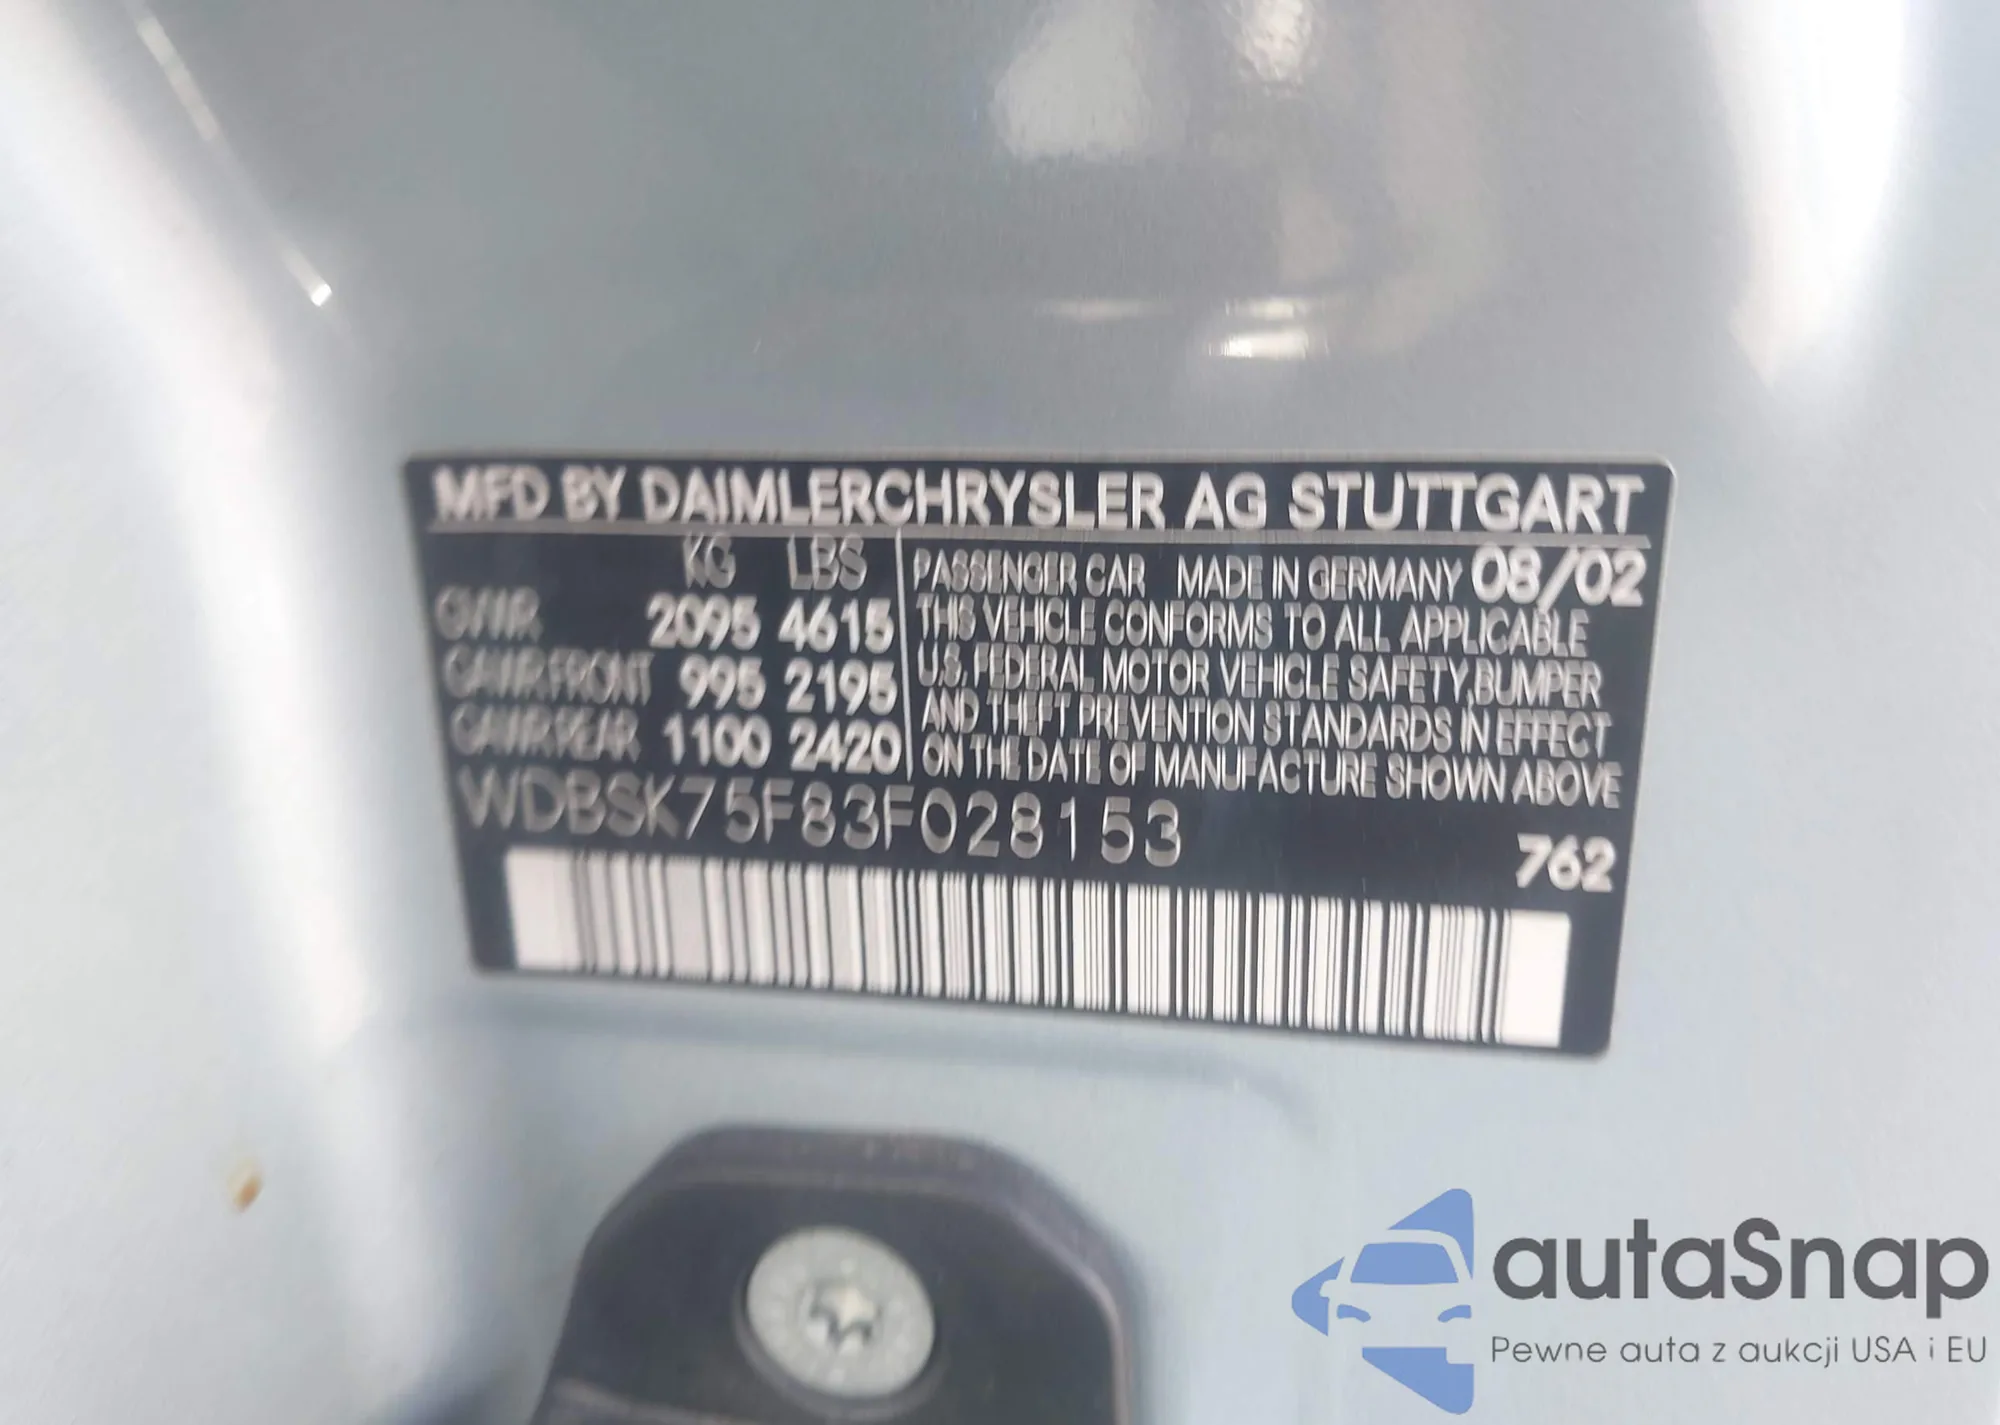 MFD BY DAIMLERCHRYSLER AG STUTTGART
KG LBS
GVWR 2095 4615
GAWR FRONT 995 2195
GAWR REAR 1100 2420
PASSENGER CAR MADE IN GERMANY 08/02
THIS VEHICLE CONFORMS TO ALL APPLICABLE
U.S. FEDERAL MOTOR VEHICLE SAFETY, BUMPER
AND THEFT PREVENTION STANDARDS IN EFFECT
ON THE DATE OF MANUFACTURE SHOWN ABOVE
WDBSK75F83F028153
762
autaSnap
Pewne auta z aukcji USA i EU